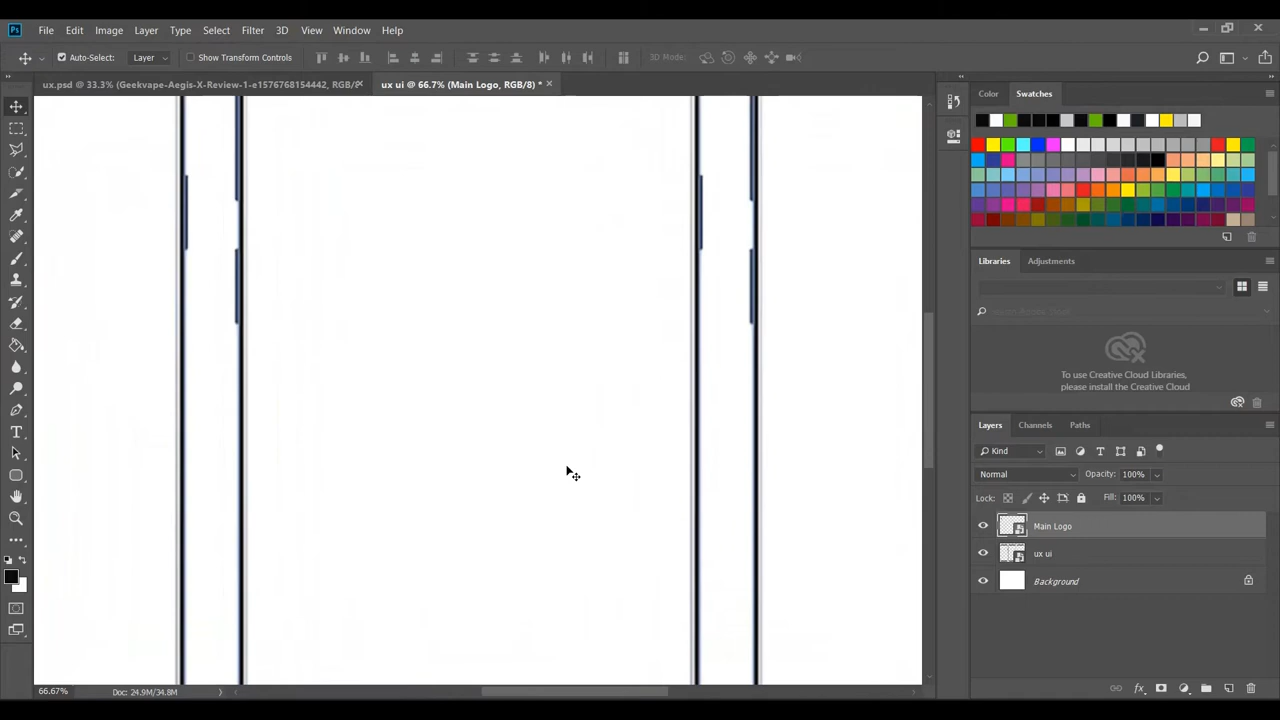 Ps File Edit Image Layer Type Select Filter 3D View Window Help
Auto-Select: Layer Show Transform Controls 3D Mode:
ux.psd @ 33.3% (Geekvape-Aegis-X-Review-1-e1576768154442, RGB/8) ux ui @ 66.7% (Main Logo, RGB/8) *
Color Swatches
Libraries Adjustments
To use Creative Cloud Libraries,
please install the Creative Cloud
Layers Channels Paths
Kind
Normal Opacity: 100%
Lock: Fill: 100%
Main Logo
ux ui
Background
66.67% Doc: 24.9M/34.8M